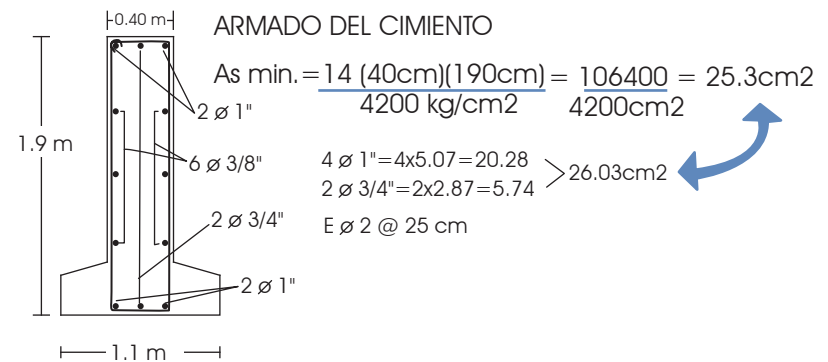 0.40 m
ARMADO DEL CIMIENTO
As min.= 14 (40cm)(190cm) = 106400 = 25.3cm2
4200 kg/cm2 4200cm2
2 ø 1"
1.9 m
6 ø 3/8"
4 ø 1"=4x5.07=20.28
26.03cm2
2 ø 3/4"=2x2.87=5.74
2 ø 3/4"
E ø 2 @ 25 cm
2 ø 1"
1.1 m